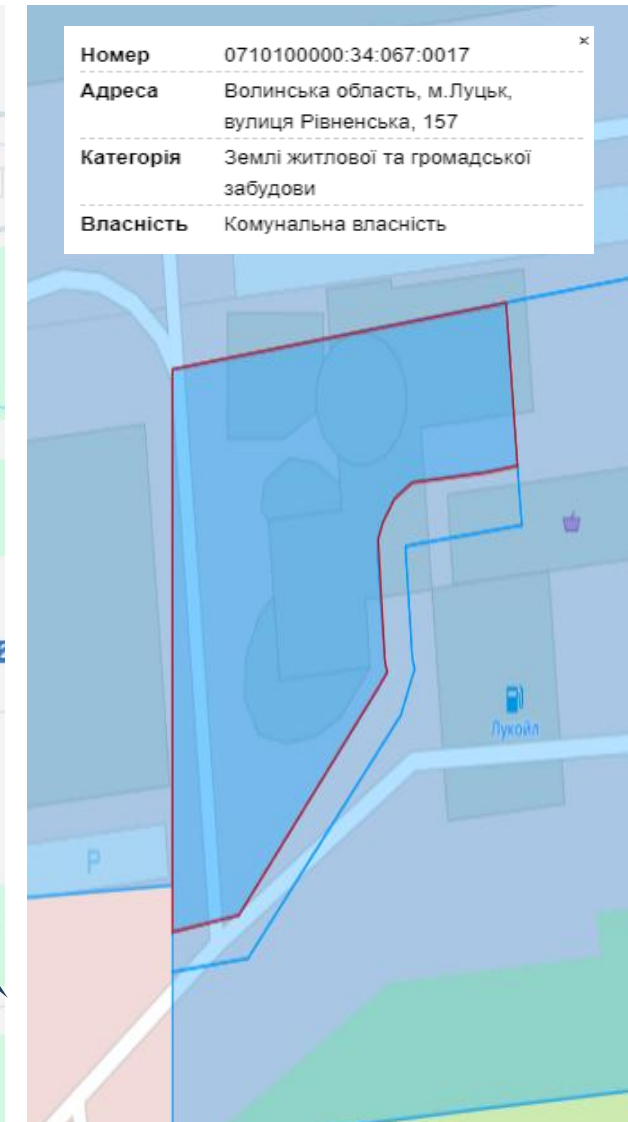 ×
Номер 0710100000:34:067:0017
Адреса Волинська область, м.Луцьк,
вулиця Рівненська, 157
Категорія Землі житлової та громадської
забудови
Власність Комунальна власність
Лукойл
P